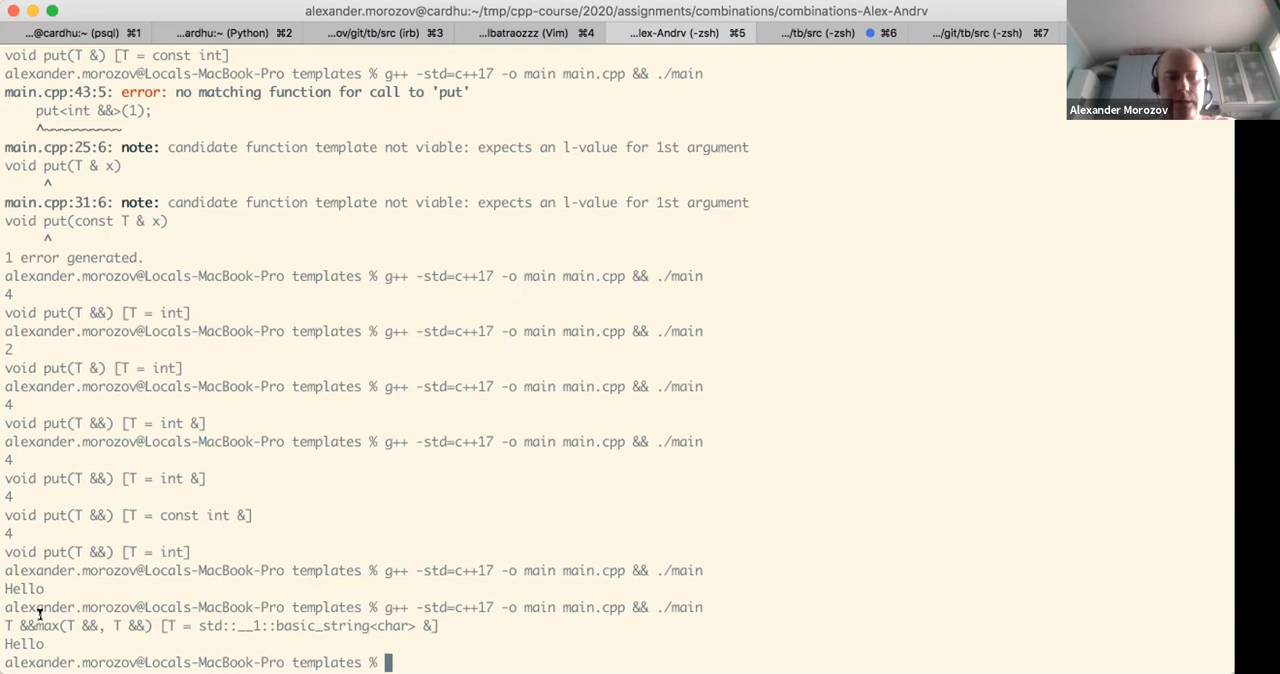 alexander.morozov@cardhu:~/tmp/cpp-course/2020/assignments/combinations/combinations-Alex-Andrv
...@cardhu:~ (psql) ⌘1 ...ardhu:~ (Python) ⌘2 ...ov/git/tb/src (irb) ⌘3 ...lbatraozzz (Vim) ⌘4 ...lex-Andrv (-zsh) ⌘5 .../tb/src (-zsh) ⌘6 .../git/tb/src (-zsh) ⌘7
Alexander Morozov
void put(T &) [T = const int]
alexander.morozov@Locals-MacBook-Pro templates % g++ -std=c++17 -o main main.cpp && ./main
main.cpp:43:5: error: no matching function for call to 'put'
    put<int &&>(1);
    ^~~~~~~~~~~
main.cpp:25:6: note: candidate function template not viable: expects an l-value for 1st argument
void put(T & x)
     ^
main.cpp:31:6: note: candidate function template not viable: expects an l-value for 1st argument
void put(const T & x)
     ^
1 error generated.
alexander.morozov@Locals-MacBook-Pro templates % g++ -std=c++17 -o main main.cpp && ./main
4
void put(T &&) [T = int]
alexander.morozov@Locals-MacBook-Pro templates % g++ -std=c++17 -o main main.cpp && ./main
2
void put(T &) [T = int]
alexander.morozov@Locals-MacBook-Pro templates % g++ -std=c++17 -o main main.cpp && ./main
4
void put(T &&) [T = int &]
alexander.morozov@Locals-MacBook-Pro templates % g++ -std=c++17 -o main main.cpp && ./main
4
void put(T &&) [T = int &]
4
void put(T &&) [T = const int &]
4
void put(T &&) [T = int]
alexander.morozov@Locals-MacBook-Pro templates % g++ -std=c++17 -o main main.cpp && ./main
Hello
alexander.morozov@Locals-MacBook-Pro templates % g++ -std=c++17 -o main main.cpp && ./main
T &&max(T &&, T &&) [T = std::__1::basic_string<char> &]
Hello
alexander.morozov@Locals-MacBook-Pro templates %